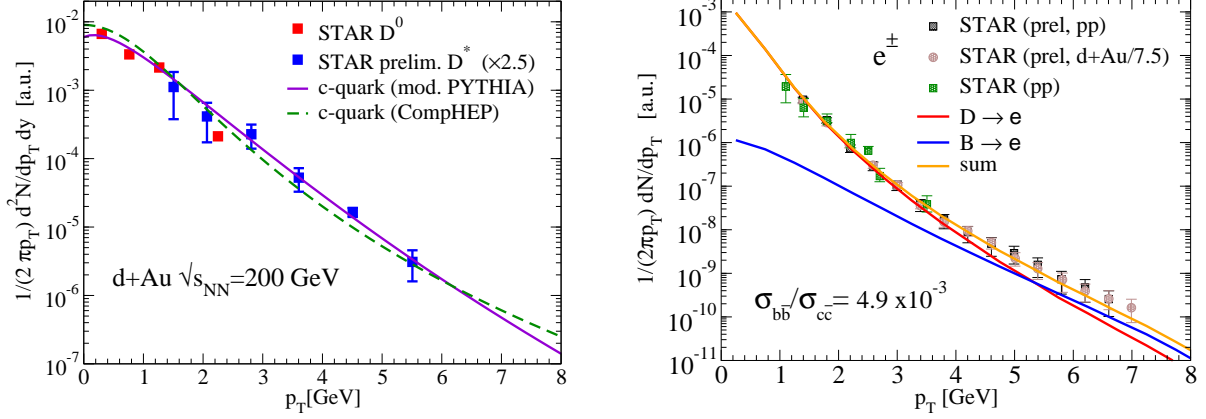 10⁻²
10⁻³
10⁻⁴
10⁻⁵
10⁻⁶
10⁻⁷
1/(2 πp_T) d²N/dp_T dy [a.u.]
STAR D⁰
STAR prelim. D* (×2.5)
c-quark (mod. PYTHIA)
c-quark (CompHEP)
d+Au √s_NN=200 GeV
0 1 2 3 4 5 6 7 8
p_T[GeV]
10⁻³
10⁻⁴
10⁻⁵
10⁻⁶
10⁻⁷
10⁻⁸
10⁻⁹
10⁻¹⁰
10⁻¹¹
1/(2πp_T) dN/dp_T [a.u.]
e±
STAR (prel, pp)
STAR (prel, d+Au/7.5)
STAR (pp)
D → e
B → e
sum
σ_bb̄/σ_cc̄= 4.9 x10⁻³
0 1 2 3 4 5 6 7 8
p_T [GeV]